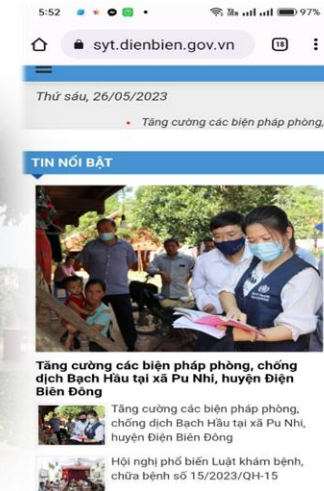 5:52
97%
syt.dienbien.gov.vn
18
Thứ sáu, 26/05/2023
• Tăng cường các biện pháp phòng,
TIN NỔI BẬT
Tăng cường các biện pháp phòng, chống
dịch Bạch Hầu tại xã Pu Nhi, huyện Điện
Biên Đông
Tăng cường các biện pháp phòng,
chống dịch Bạch Hầu tại xã Pu Nhi,
huyện Điện Biên Đông
Hội nghị phổ biến Luật khám bệnh,
chữa bệnh số 15/2023/QH-15